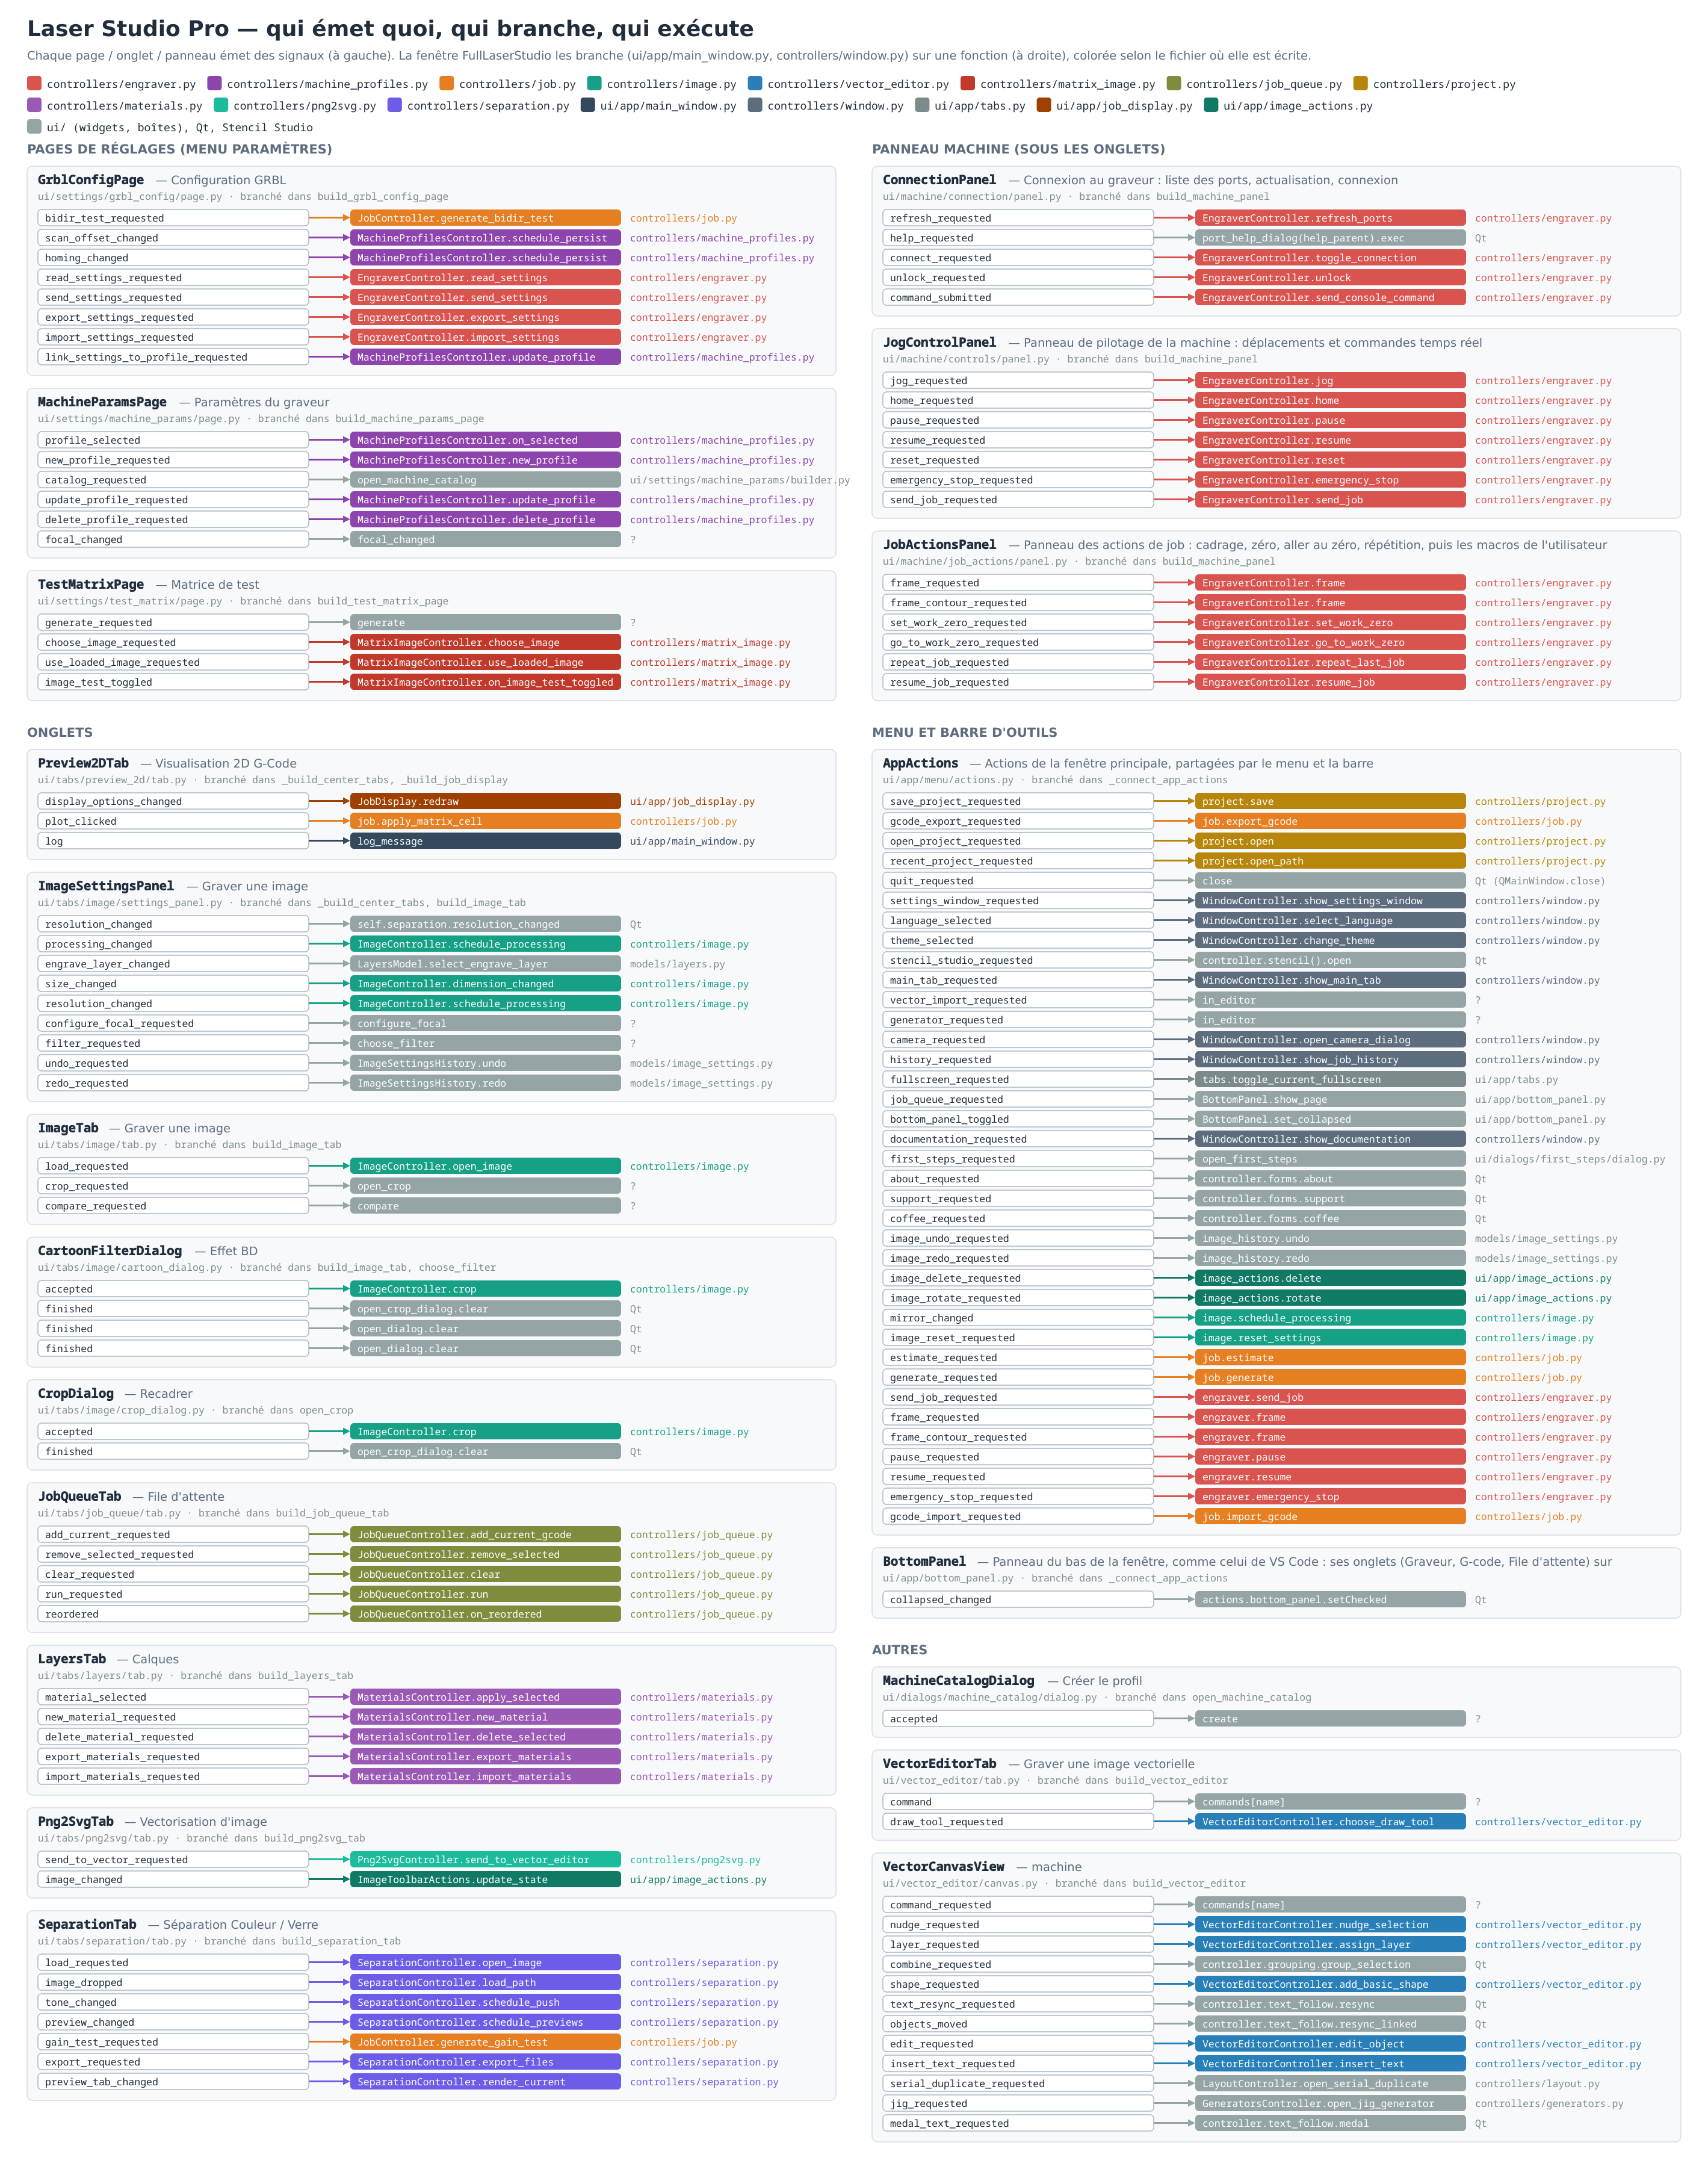 Laser Studio Pro — qui émet quoi, qui branche, qui exécute
Chaque page / onglet / panneau émet des signaux (à gauche). La fenêtre FullLaserStudio les branche (ui/app/main_window.py, controllers/window.py) sur une fonction (à droite), colorée selon le fichier où elle est écrite.
controllers/engraver.py controllers/machine_profiles.py controllers/job.py controllers/image.py controllers/vector_editor.py controllers/matrix_image.py controllers/job_queue.py controllers/project.py
controllers/materials.py controllers/png2svg.py controllers/separation.py ui/app/main_window.py controllers/window.py ui/app/tabs.py ui/app/job_display.py ui/app/image_actions.py
ui/ (widgets, boîtes), Qt, Stencil Studio
PAGES DE RÉGLAGES (MENU PARAMÈTRES)
GrblConfigPage — Configuration GRBL
ui/settings/grbl_config/page.py · branché dans build_grbl_config_page
bidir_test_requested JobController.generate_bidir_test controllers/job.py
scan_offset_changed MachineProfilesController.schedule_persist controllers/machine_profiles.py
homing_changed MachineProfilesController.schedule_persist controllers/machine_profiles.py
read_settings_requested EngraverController.read_settings controllers/engraver.py
send_settings_requested EngraverController.send_settings controllers/engraver.py
export_settings_requested EngraverController.export_settings controllers/engraver.py
import_settings_requested EngraverController.import_settings controllers/engraver.py
link_settings_to_profile_requested MachineProfilesController.update_profile controllers/machine_profiles.py
MachineParamsPage — Paramètres du graveur
ui/settings/machine_params/page.py · branché dans build_machine_params_page
profile_selected MachineProfilesController.on_selected controllers/machine_profiles.py
new_profile_requested MachineProfilesController.new_profile controllers/machine_profiles.py
catalog_requested open_machine_catalog ui/settings/machine_params/builder.py
update_profile_requested MachineProfilesController.update_profile controllers/machine_profiles.py
delete_profile_requested MachineProfilesController.delete_profile controllers/machine_profiles.py
focal_changed focal_changed ?
TestMatrixPage — Matrice de test
ui/settings/test_matrix/page.py · branché dans build_test_matrix_page
generate_requested generate ?
choose_image_requested MatrixImageController.choose_image controllers/matrix_image.py
use_loaded_image_requested MatrixImageController.use_loaded_image controllers/matrix_image.py
image_test_toggled MatrixImageController.on_image_test_toggled controllers/matrix_image.py
PANNEAU MACHINE (SOUS LES ONGLETS)
ConnectionPanel — Connexion au graveur : liste des ports, actualisation, connexion
ui/machine/connection/panel.py · branché dans build_machine_panel
refresh_requested EngraverController.refresh_ports controllers/engraver.py
help_requested port_help_dialog(help_parent).exec Qt
connect_requested EngraverController.toggle_connection controllers/engraver.py
unlock_requested EngraverController.unlock controllers/engraver.py
command_submitted EngraverController.send_console_command controllers/engraver.py
JogControlPanel — Panneau de pilotage de la machine : déplacements et commandes temps réel
ui/machine/controls/panel.py · branché dans build_machine_panel
jog_requested EngraverController.jog controllers/engraver.py
home_requested EngraverController.home controllers/engraver.py
pause_requested EngraverController.pause controllers/engraver.py
resume_requested EngraverController.resume controllers/engraver.py
reset_requested EngraverController.reset controllers/engraver.py
emergency_stop_requested EngraverController.emergency_stop controllers/engraver.py
send_job_requested EngraverController.send_job controllers/engraver.py
JobActionsPanel — Panneau des actions de job : cadrage, zéro, aller au zéro, répétition, puis les macros de l'utilisateur
ui/machine/job_actions/panel.py · branché dans build_machine_panel
frame_requested EngraverController.frame controllers/engraver.py
frame_contour_requested EngraverController.frame controllers/engraver.py
set_work_zero_requested EngraverController.set_work_zero controllers/engraver.py
go_to_work_zero_requested EngraverController.go_to_work_zero controllers/engraver.py
repeat_job_requested EngraverController.repeat_last_job controllers/engraver.py
resume_job_requested EngraverController.resume_job controllers/engraver.py
ONGLETS
Preview2DTab — Visualisation 2D G-Code
ui/tabs/preview_2d/tab.py · branché dans _build_center_tabs, _build_job_display
display_options_changed JobDisplay.redraw ui/app/job_display.py
plot_clicked job.apply_matrix_cell controllers/job.py
log log_message ui/app/main_window.py
ImageSettingsPanel — Graver une image
ui/tabs/image/settings_panel.py · branché dans _build_center_tabs, build_image_tab
resolution_changed self.separation.resolution_changed Qt
processing_changed ImageController.schedule_processing controllers/image.py
engrave_layer_changed LayersModel.select_engrave_layer models/layers.py
size_changed ImageController.dimension_changed controllers/image.py
resolution_changed ImageController.schedule_processing controllers/image.py
configure_focal_requested configure_focal ?
filter_requested choose_filter ?
undo_requested ImageSettingsHistory.undo models/image_settings.py
redo_requested ImageSettingsHistory.redo models/image_settings.py
ImageTab — Graver une image
ui/tabs/image/tab.py · branché dans build_image_tab
load_requested ImageController.open_image controllers/image.py
crop_requested open_crop ?
compare_requested compare ?
CartoonFilterDialog — Effet BD
ui/tabs/image/cartoon_dialog.py · branché dans build_image_tab, choose_filter
accepted ImageController.crop controllers/image.py
finished open_crop_dialog.clear Qt
finished open_dialog.clear Qt
finished open_dialog.clear Qt
CropDialog — Recadrer
ui/tabs/image/crop_dialog.py · branché dans open_crop
accepted ImageController.crop controllers/image.py
finished open_crop_dialog.clear Qt
JobQueueTab — File d'attente
ui/tabs/job_queue/tab.py · branché dans build_job_queue_tab
add_current_requested JobQueueController.add_current_gcode controllers/job_queue.py
remove_selected_requested JobQueueController.remove_selected controllers/job_queue.py
clear_requested JobQueueController.clear controllers/job_queue.py
run_requested JobQueueController.run controllers/job_queue.py
reordered JobQueueController.on_reordered controllers/job_queue.py
LayersTab — Calques
ui/tabs/layers/tab.py · branché dans build_layers_tab
material_selected MaterialsController.apply_selected controllers/materials.py
new_material_requested MaterialsController.new_material controllers/materials.py
delete_material_requested MaterialsController.delete_selected controllers/materials.py
export_materials_requested MaterialsController.export_materials controllers/materials.py
import_materials_requested MaterialsController.import_materials controllers/materials.py
Png2SvgTab — Vectorisation d'image
ui/tabs/png2svg/tab.py · branché dans build_png2svg_tab
send_to_vector_requested Png2SvgController.send_to_vector_editor controllers/png2svg.py
image_changed ImageToolbarActions.update_state ui/app/image_actions.py
SeparationTab — Séparation Couleur / Verre
ui/tabs/separation/tab.py · branché dans build_separation_tab
load_requested SeparationController.open_image controllers/separation.py
image_dropped SeparationController.load_path controllers/separation.py
tone_changed SeparationController.schedule_push controllers/separation.py
preview_changed SeparationController.schedule_previews controllers/separation.py
gain_test_requested JobController.generate_gain_test controllers/job.py
export_requested SeparationController.export_files controllers/separation.py
preview_tab_changed SeparationController.render_current controllers/separation.py
MENU ET BARRE D'OUTILS
AppActions — Actions de la fenêtre principale, partagées par le menu et la barre
ui/app/menu/actions.py · branché dans _connect_app_actions
save_project_requested project.save controllers/project.py
gcode_export_requested job.export_gcode controllers/job.py
open_project_requested project.open controllers/project.py
recent_project_requested project.open_path controllers/project.py
quit_requested close Qt (QMainWindow.close)
settings_window_requested WindowController.show_settings_window controllers/window.py
language_selected WindowController.select_language controllers/window.py
theme_selected WindowController.change_theme controllers/window.py
stencil_studio_requested controller.stencil().open Qt
main_tab_requested WindowController.show_main_tab controllers/window.py
vector_import_requested in_editor ?
generator_requested in_editor ?
camera_requested WindowController.open_camera_dialog controllers/window.py
history_requested WindowController.show_job_history controllers/window.py
fullscreen_requested tabs.toggle_current_fullscreen ui/app/tabs.py
job_queue_requested BottomPanel.show_page ui/app/bottom_panel.py
bottom_panel_toggled BottomPanel.set_collapsed ui/app/bottom_panel.py
documentation_requested WindowController.show_documentation controllers/window.py
first_steps_requested open_first_steps ui/dialogs/first_steps/dialog.py
about_requested controller.forms.about Qt
support_requested controller.forms.support Qt
coffee_requested controller.forms.coffee Qt
image_undo_requested image_history.undo models/image_settings.py
image_redo_requested image_history.redo models/image_settings.py
image_delete_requested image_actions.delete ui/app/image_actions.py
image_rotate_requested image_actions.rotate ui/app/image_actions.py
mirror_changed image.schedule_processing controllers/image.py
image_reset_requested image.reset_settings controllers/image.py
estimate_requested job.estimate controllers/job.py
generate_requested job.generate controllers/job.py
send_job_requested engraver.send_job controllers/engraver.py
frame_requested engraver.frame controllers/engraver.py
frame_contour_requested engraver.frame controllers/engraver.py
pause_requested engraver.pause controllers/engraver.py
resume_requested engraver.resume controllers/engraver.py
emergency_stop_requested engraver.emergency_stop controllers/engraver.py
gcode_import_requested job.import_gcode controllers/job.py
BottomPanel — Panneau du bas de la fenêtre, comme celui de VS Code : ses onglets (Graveur, G-code, File d'attente) sur
ui/app/bottom_panel.py · branché dans _connect_app_actions
collapsed_changed actions.bottom_panel.setChecked Qt
AUTRES
MachineCatalogDialog — Créer le profil
ui/dialogs/machine_catalog/dialog.py · branché dans open_machine_catalog
accepted create ?
VectorEditorTab — Graver une image vectorielle
ui/vector_editor/tab.py · branché dans build_vector_editor
command commands[name] ?
draw_tool_requested VectorEditorController.choose_draw_tool controllers/vector_editor.py
VectorCanvasView — machine
ui/vector_editor/canvas.py · branché dans build_vector_editor
command_requested commands[name] ?
nudge_requested VectorEditorController.nudge_selection controllers/vector_editor.py
layer_requested VectorEditorController.assign_layer controllers/vector_editor.py
combine_requested controller.grouping.group_selection Qt
shape_requested VectorEditorController.add_basic_shape controllers/vector_editor.py
text_resync_requested controller.text_follow.resync Qt
objects_moved controller.text_follow.resync_linked Qt
edit_requested VectorEditorController.edit_object controllers/vector_editor.py
insert_text_requested VectorEditorController.insert_text controllers/vector_editor.py
serial_duplicate_requested LayoutController.open_serial_duplicate controllers/layout.py
jig_requested GeneratorsController.open_jig_generator controllers/generators.py
medal_text_requested controller.text_follow.medal Qt